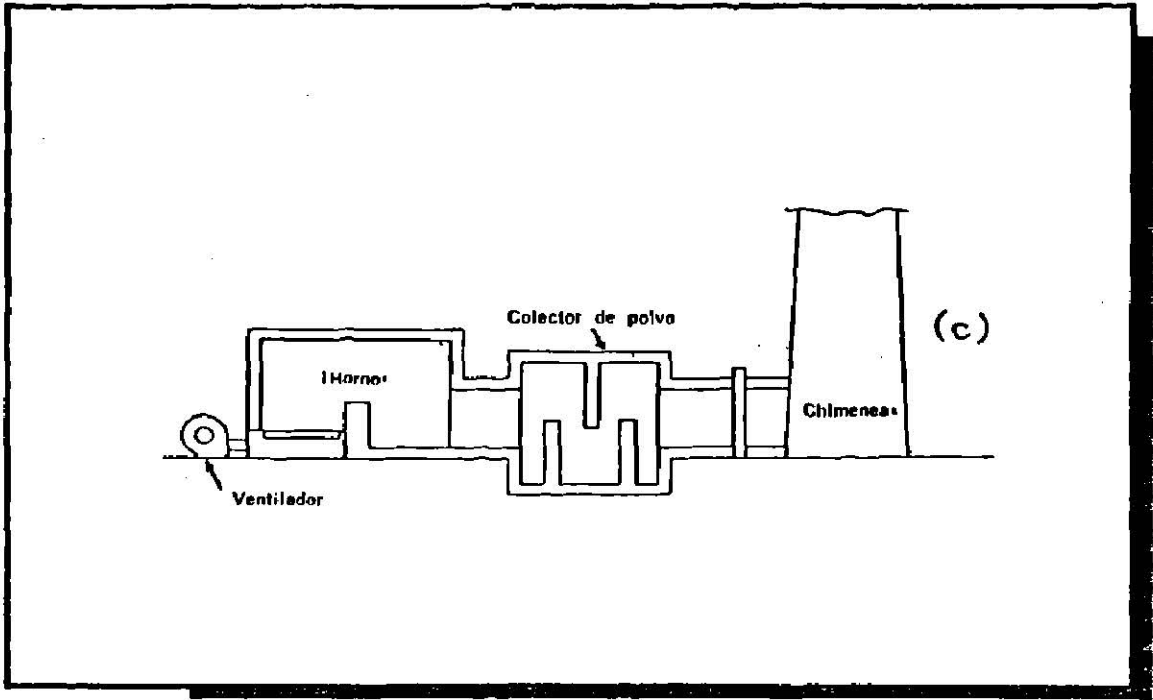 Colector de polvo
(c)
Horno
Chimenea
Ventilador